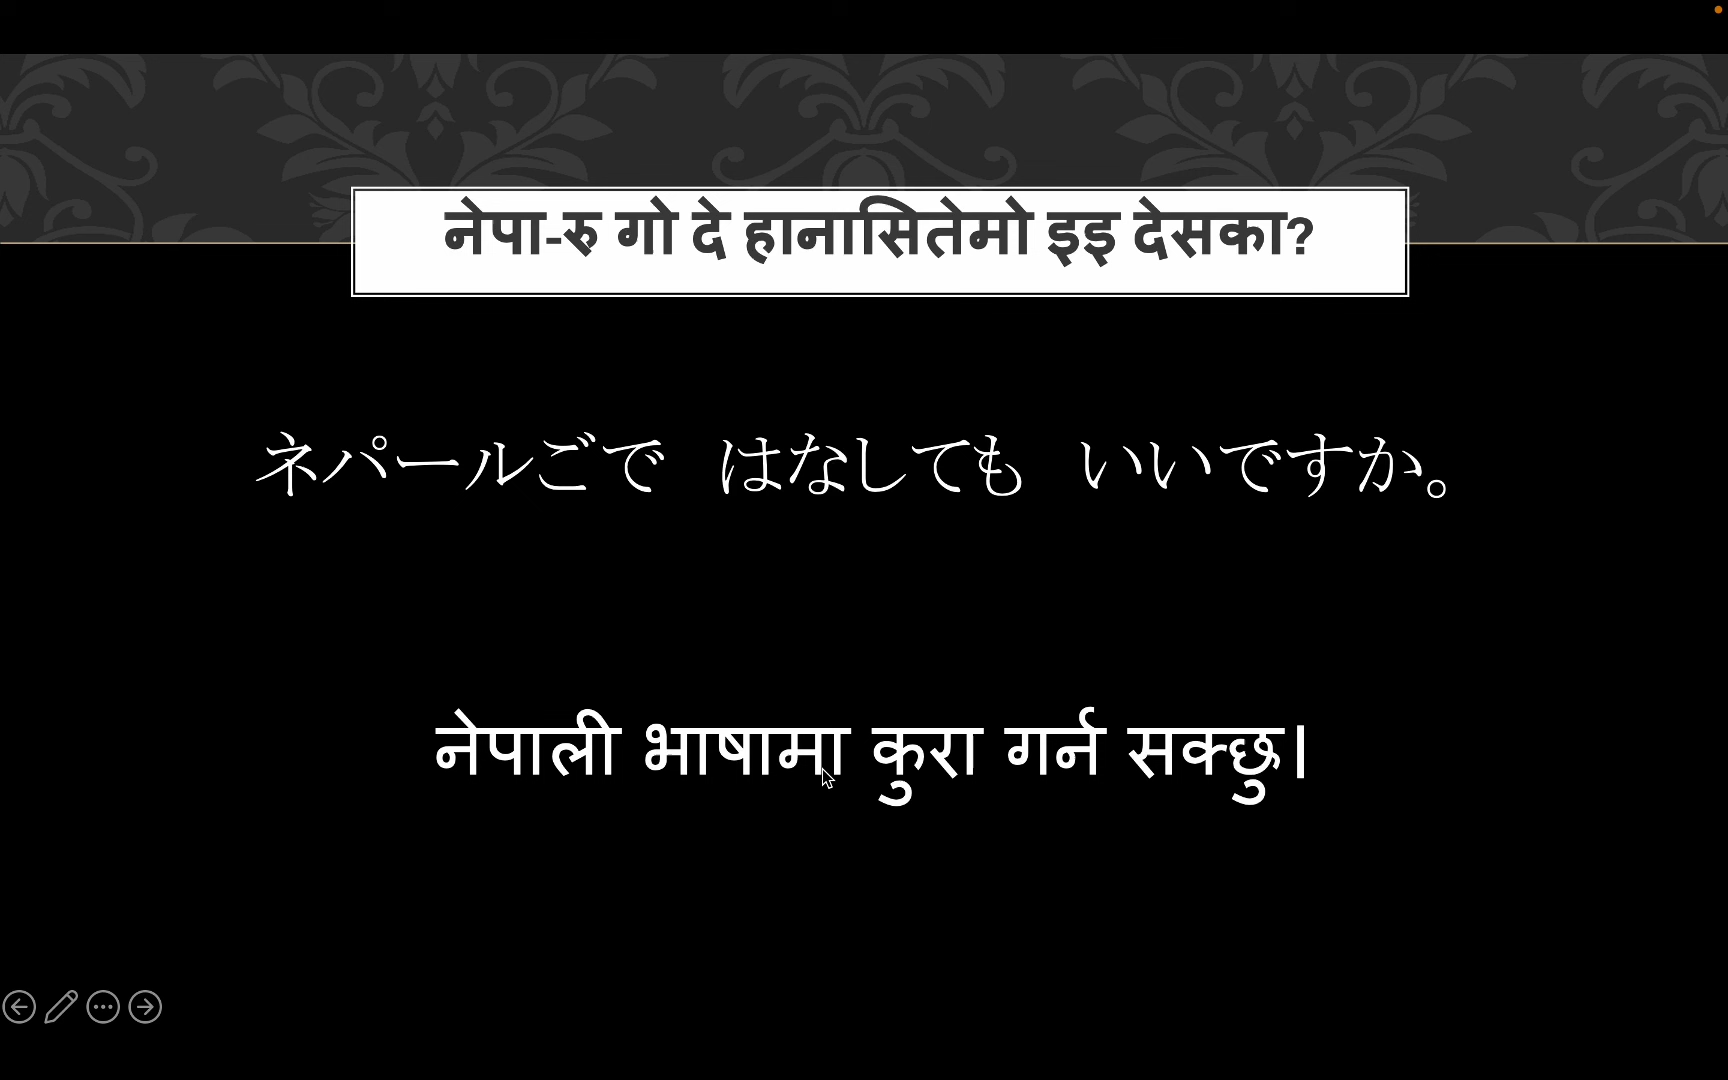 नेपा-रु गो दे हानासितेमो इइ देसका?
ネパールごで　はなしても　いいですか。
नेपाली भाषामा कुरा गर्न सक्छु।